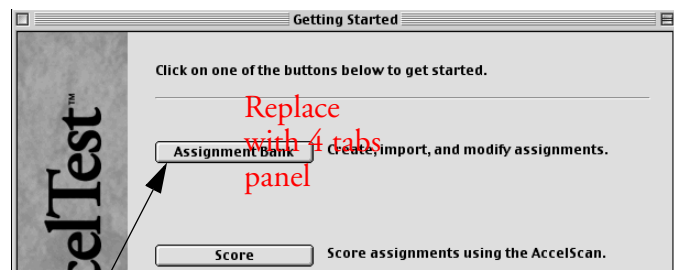 Getting Started
Click on one of the buttons below to get started.
Replace
with 4 tabs
panel
Assignment Bank
Create, import, and modify assignments.
Score
Score assignments using the AccelScan.
ccelTest™